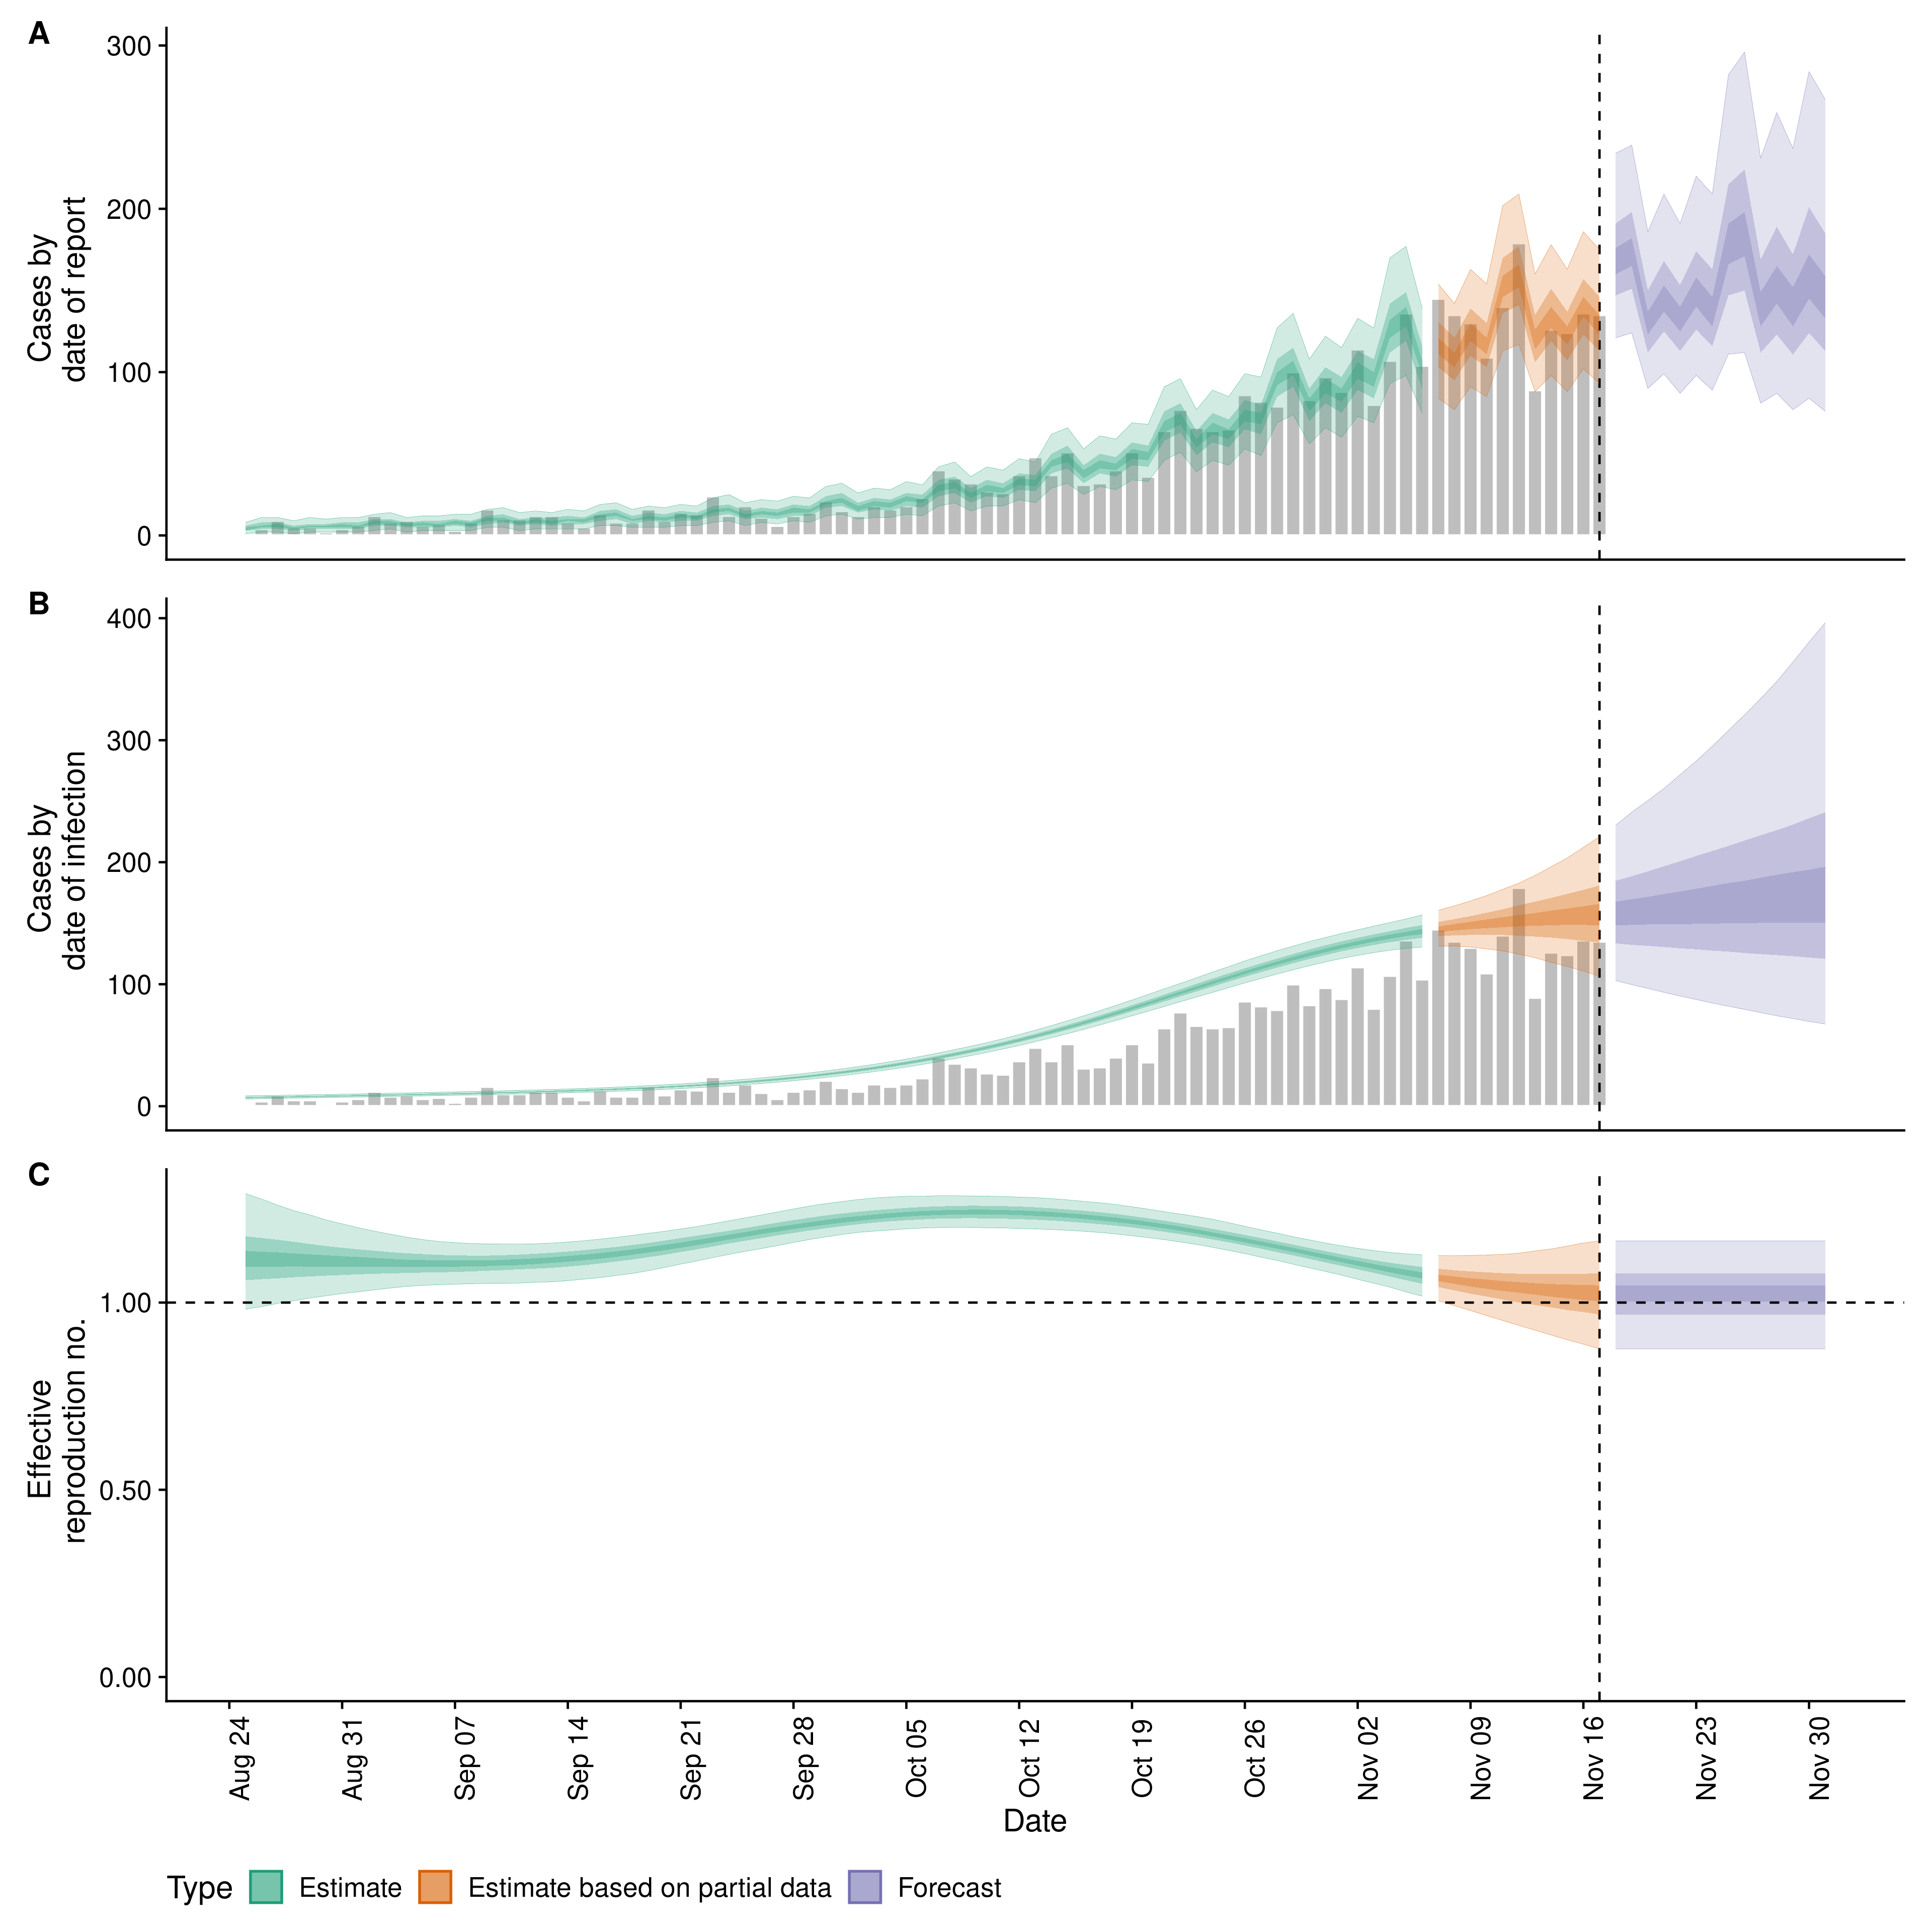 A
Cases by
date of report
300
200
100
0
B
Cases by
date of infection
400
300
200
100
0
C
Effective
reproduction no.
1.00
0.50
0.00
Aug 24
Aug 31
Sep 07
Sep 14
Sep 21
Sep 28
Oct 05
Oct 12
Oct 19
Oct 26
Nov 02
Nov 09
Nov 16
Nov 23
Nov 30
Date
Type Estimate Estimate based on partial data Forecast